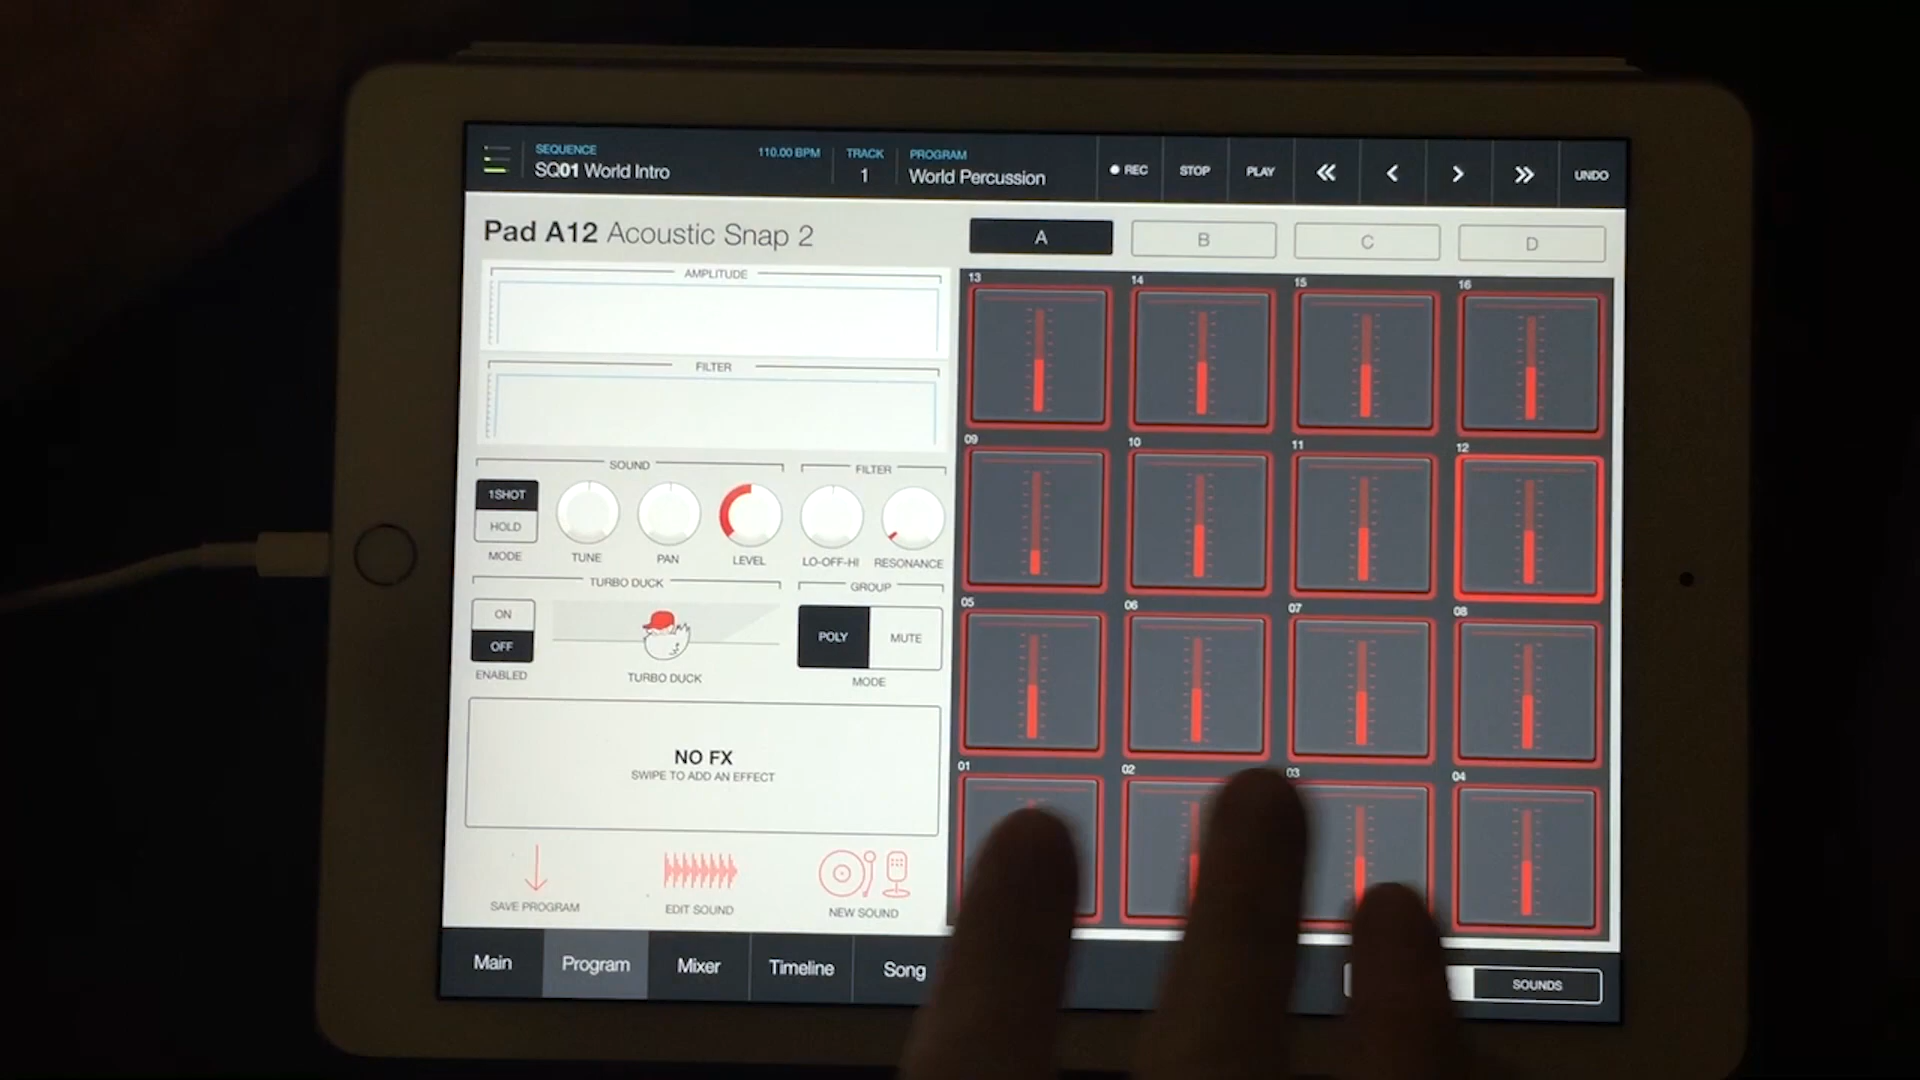 SEQUENCE
SQ01 World Intro
110.00 BPM
TRACK
1
PROGRAM
World Percussion
REC
STOP
PLAY
UNDO
Pad A12 Acoustic Snap 2
A
B
C
D
AMPLITUDE
FILTER
SOUND
FILTER
1SHOT
HOLD
MODE
TUNE
PAN
LEVEL
LO-OFF-HI
RESONANCE
TURBO DUCK
GROUP
ON
OFF
ENABLED
TURBO DUCK
POLY
MUTE
MODE
NO FX
SWIPE TO ADD AN EFFECT
SAVE PROGRAM
EDIT SOUND
NEW SOUND
13
14
15
16
09
10
11
12
05
06
07
08
01
02
03
04
Main
Program
Mixer
Timeline
Song
SOUNDS